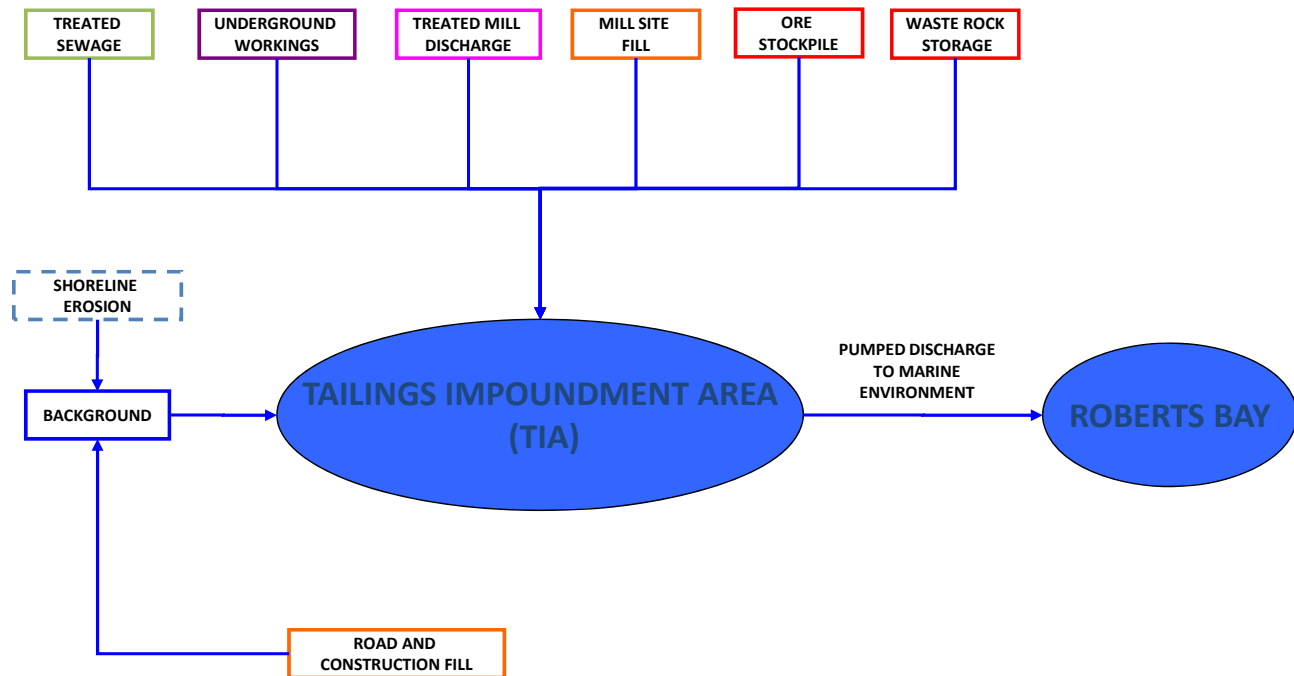 TREATED
SEWAGE
UNDERGROUND
WORKINGS
TREATED MILL
DISCHARGE
MILL SITE
FILL
ORE
STOCKPILE
WASTE ROCK
STORAGE
SHORELINE
EROSION
BACKGROUND
TAILINGS IMPOUNDMENT AREA
(TIA)
PUMPED DISCHARGE
TO MARINE
ENVIRONMENT
ROBERTS BAY
ROAD AND
CONSTRUCTION FILL